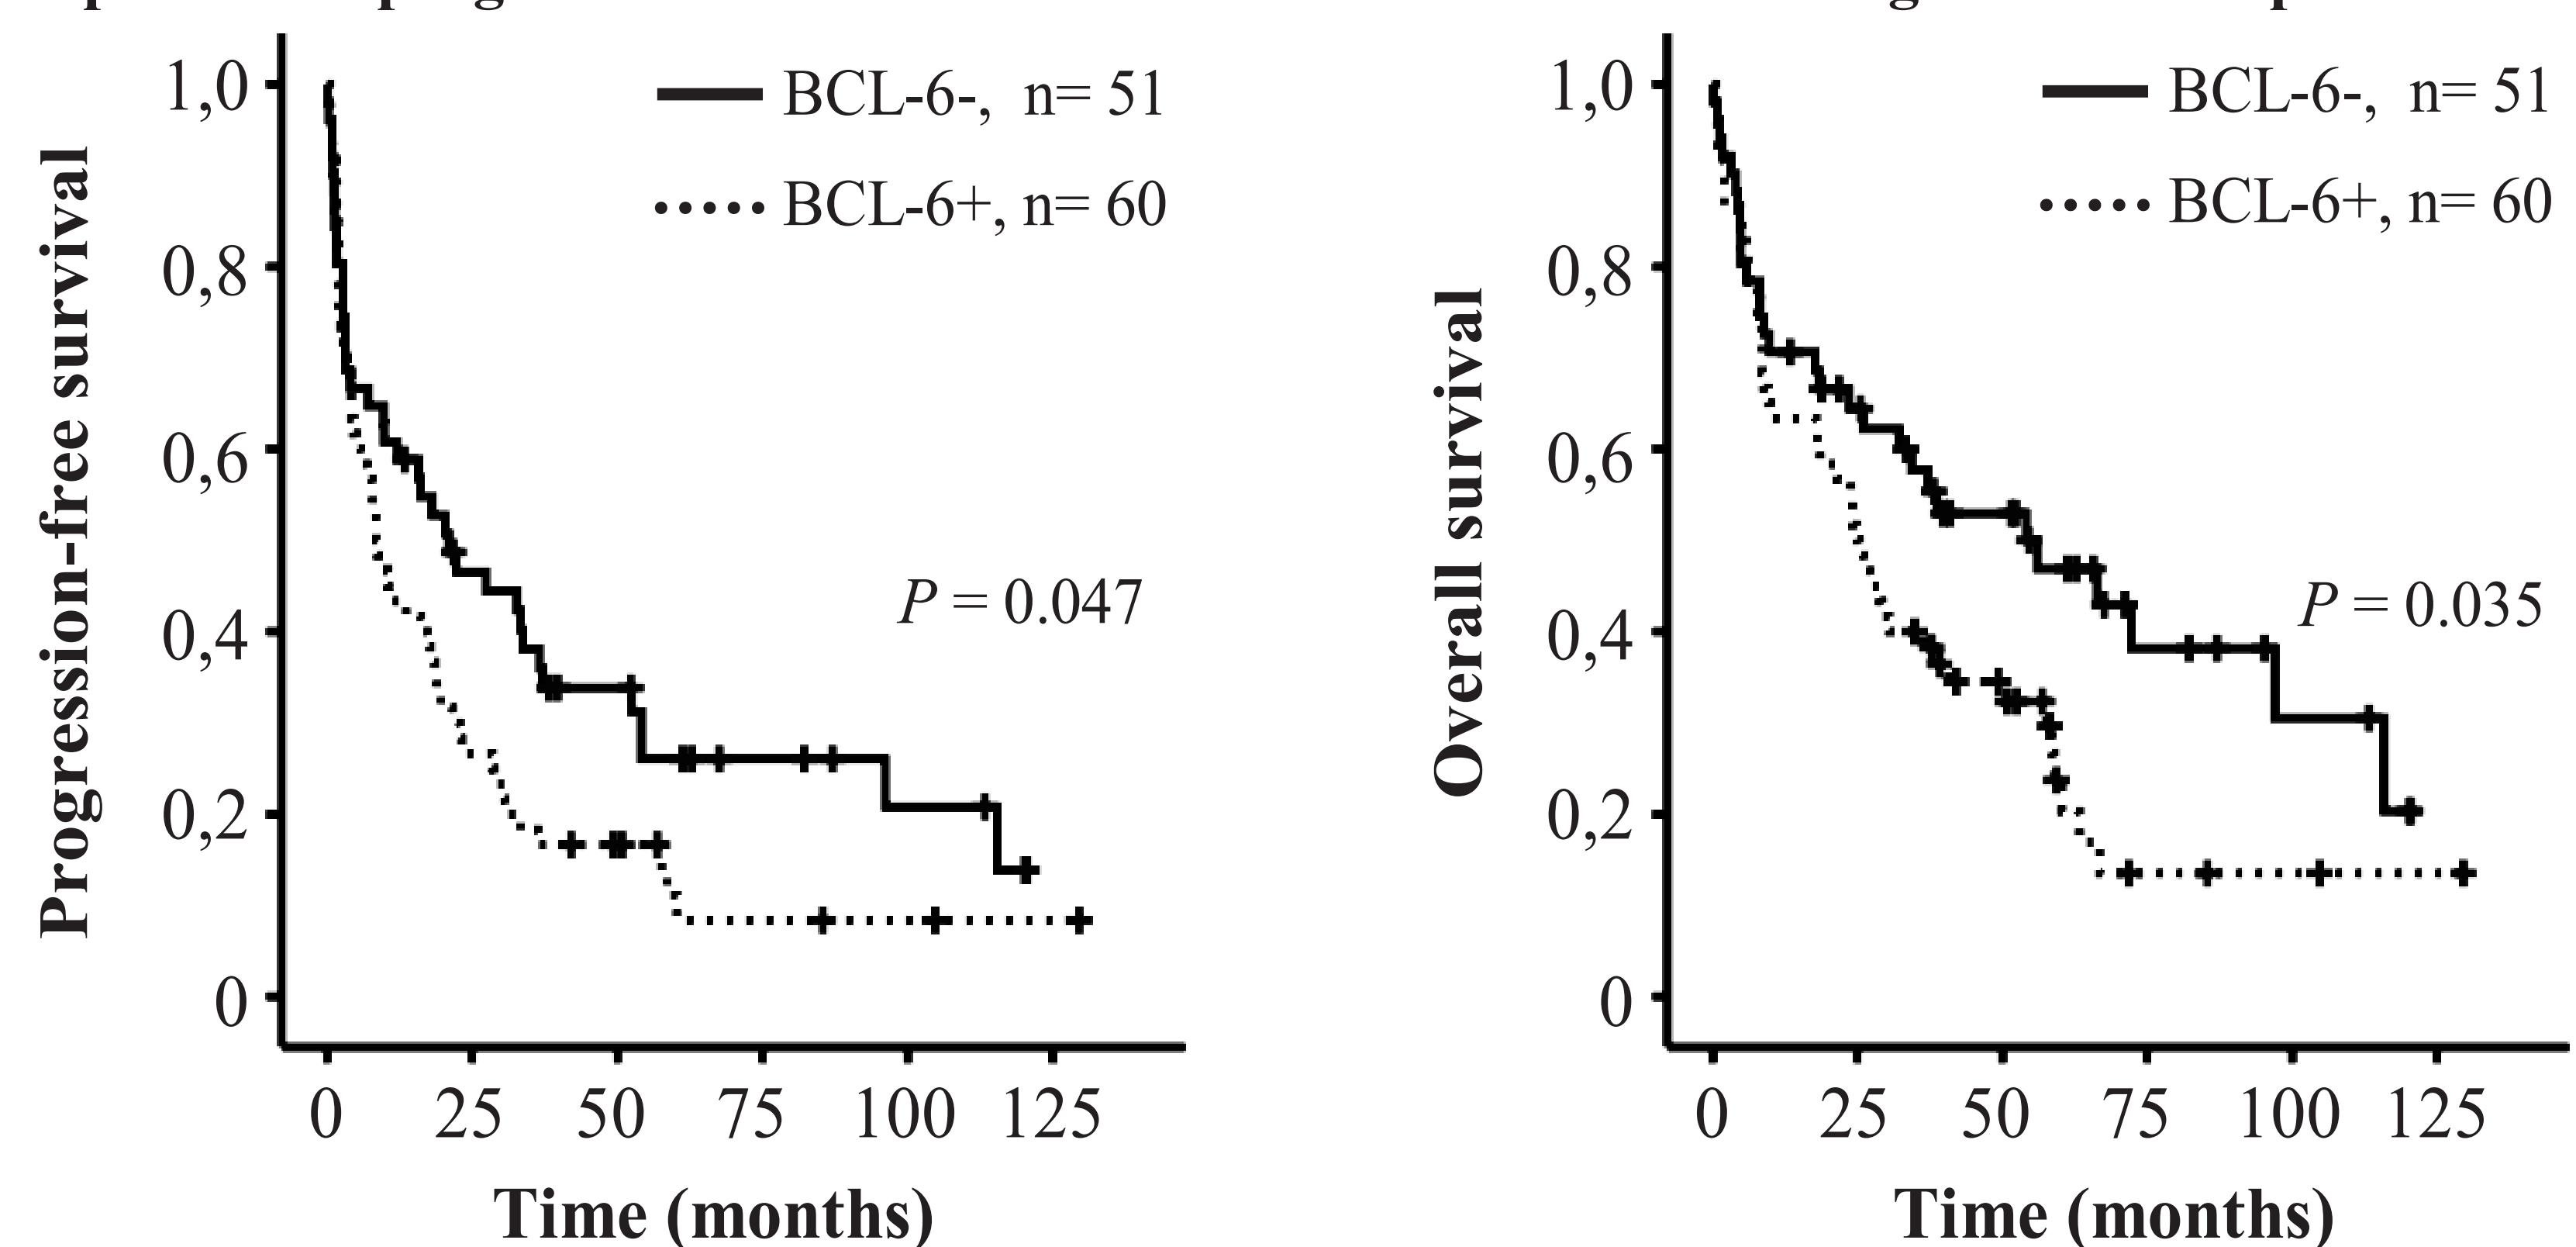 BCL-6-, n= 51
BCL-6+, n= 60
P = 0.047
Progression-free survival
1,0
0,8
0,6
0,4
0,2
0
0 25 50 75 100 125
Time (months)
BCL-6-, n= 51
BCL-6+, n= 60
P = 0.035
Overall survival
1,0
0,8
0,6
0,4
0,2
0
0 25 50 75 100 125
Time (months)